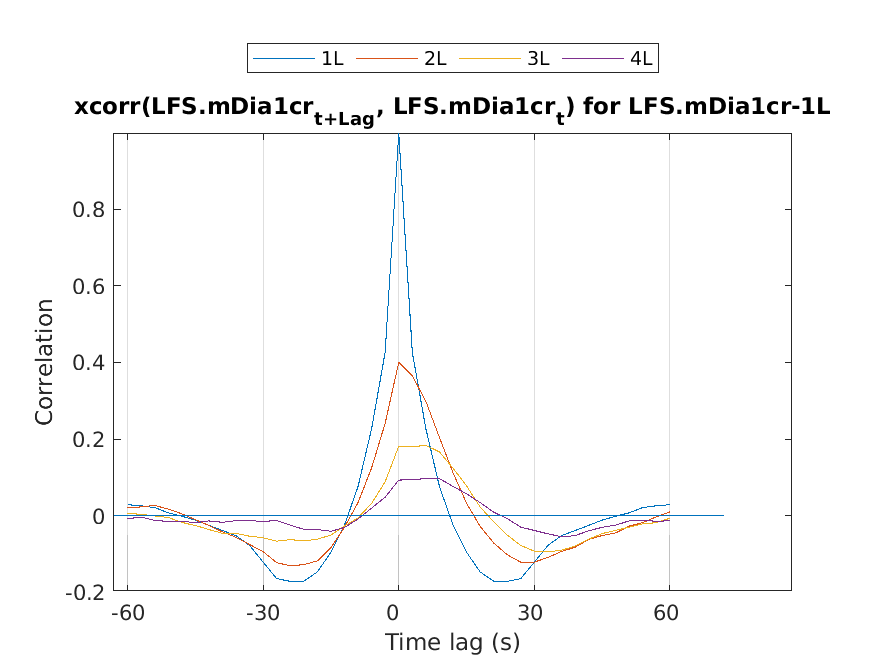 1L 2L 3L 4L
xcorr(LFS.mDia1cr_{t+Lag}, LFS.mDia1cr_t) for LFS.mDia1cr-1L
0.8
0.6
0.4
0.2
0
-0.2
Correlation
-60 -30 0 30 60
Time lag (s)